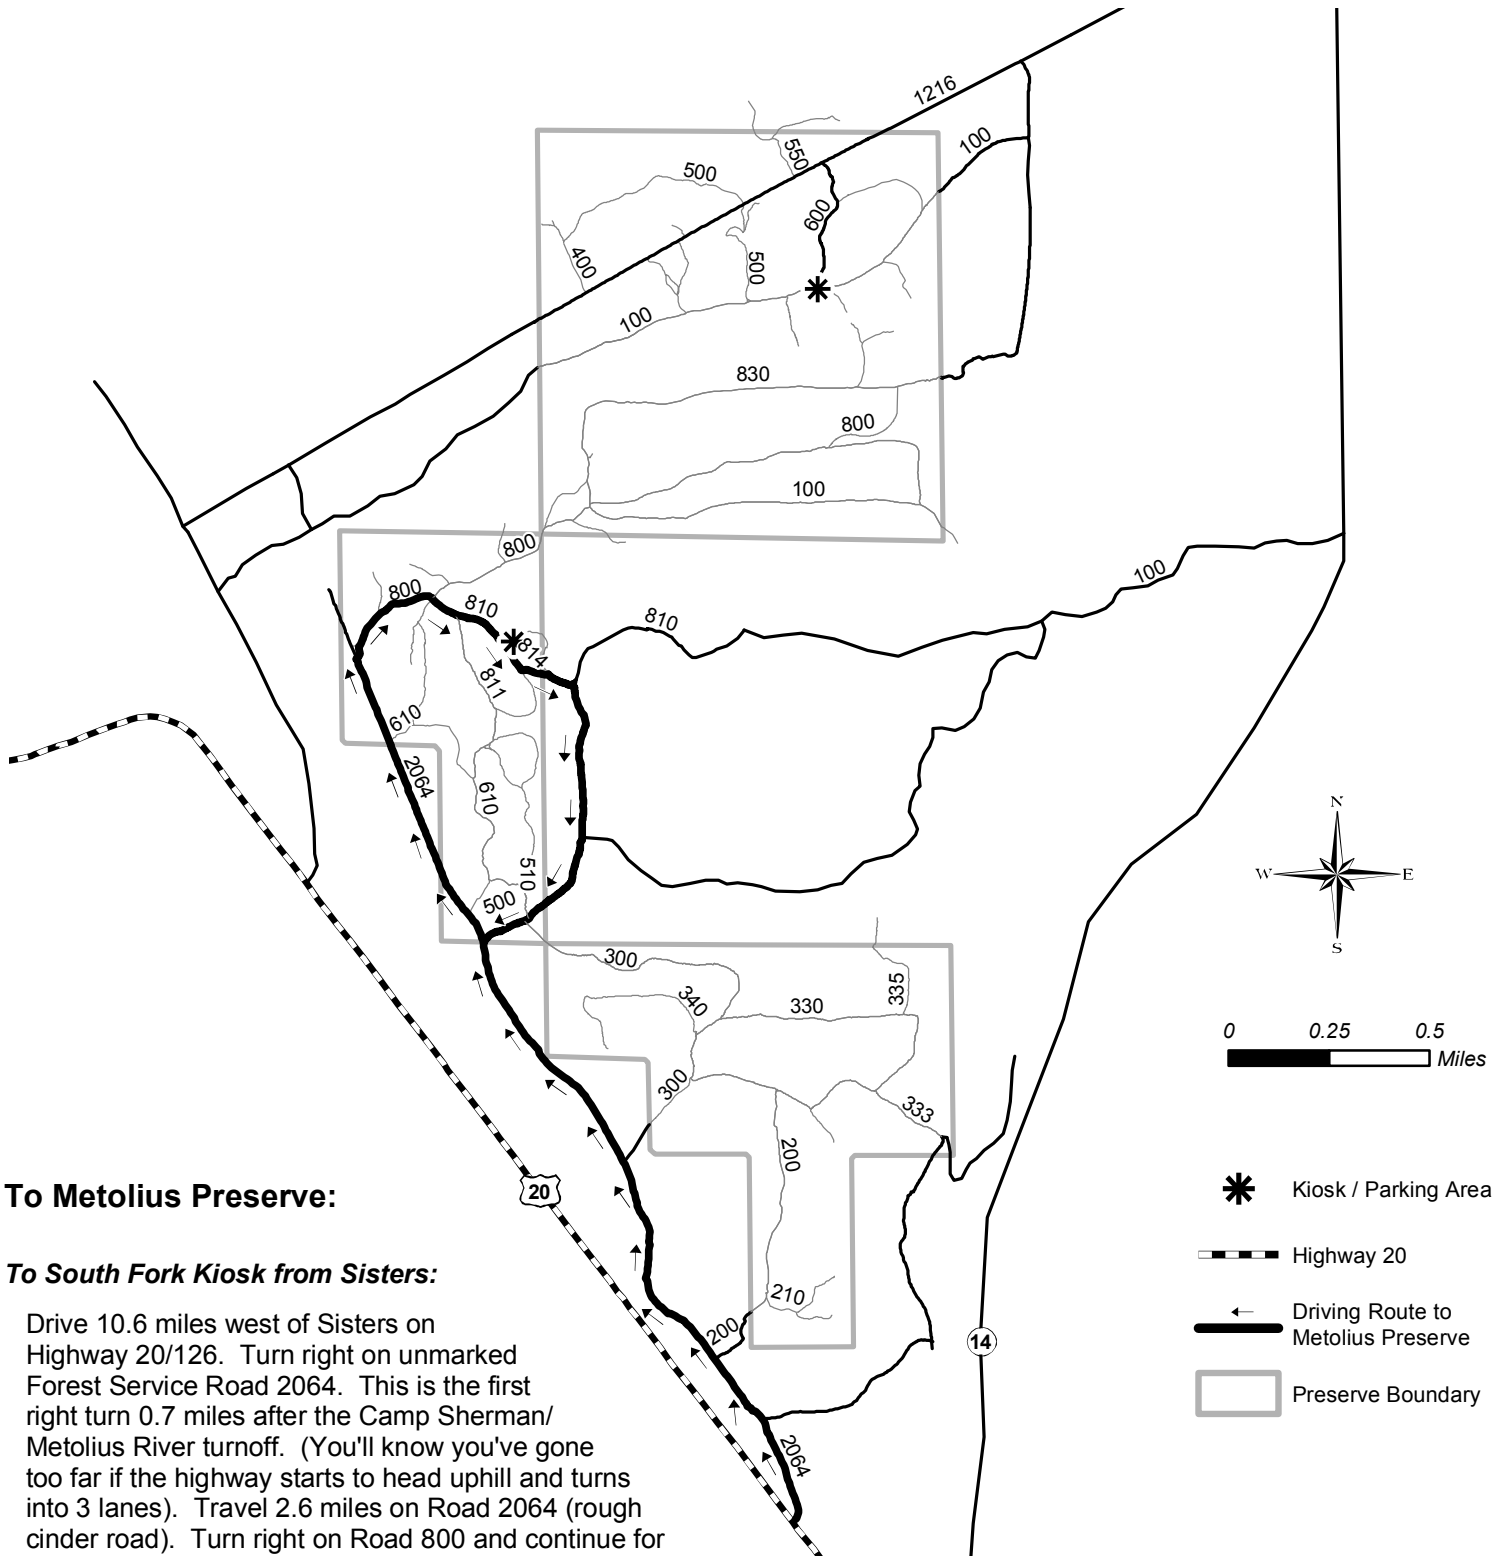 1216
100
550
500
600
400
500
100
830
800
100
800
100
800
810
810
814
811
610
2064
610
510
500
300
340
330
335
300
333
200
210
200
2064
20
14
N
W
E
S
0 0.25 0.5
Miles
Kiosk / Parking Area
Highway 20
Driving Route to
Metolius Preserve
Preserve Boundary
To Metolius Preserve:
To South Fork Kiosk from Sisters:
Drive 10.6 miles west of Sisters on
Highway 20/126. Turn right on unmarked
Forest Service Road 2064. This is the first
right turn 0.7 miles after the Camp Sherman/
Metolius River turnoff. (You'll know you've gone
too far if the highway starts to head uphill and turns
into 3 lanes). Travel 2.6 miles on Road 2064 (rough
cinder road). Turn right on Road 800 and continue for